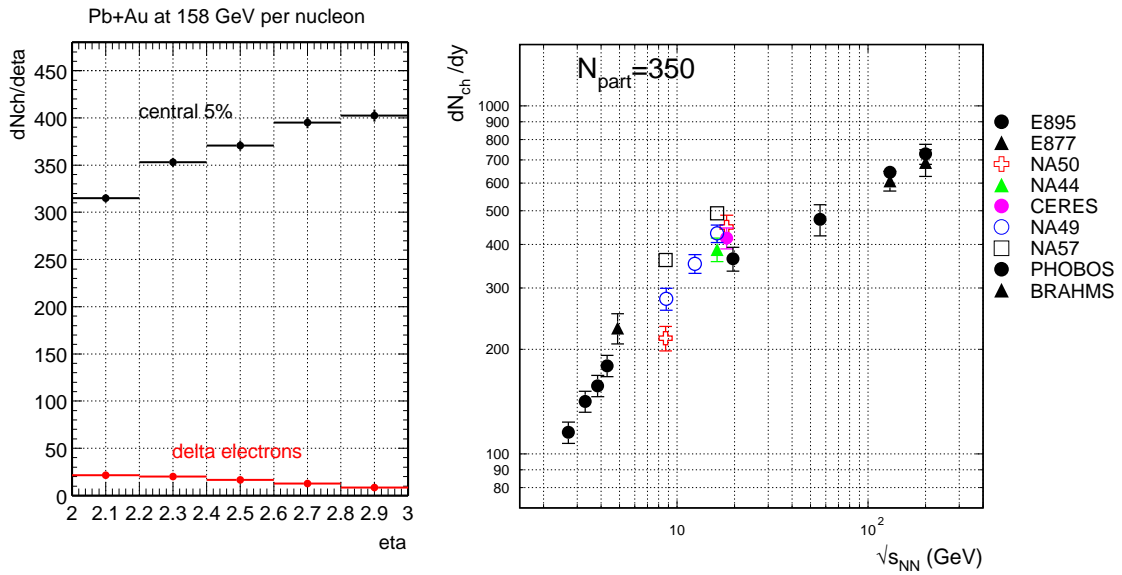 Pb+Au at 158 GeV per nucleon
dNch/deta
450
400
350
300
250
200
150
100
50
0
central 5%
delta electrons
2 2.1 2.2 2.3 2.4 2.5 2.6 2.7 2.8 2.9 3
eta
dN_ch /dy
N_part=350
1000
900
800
700
600
500
400
300
200
100
90
80
10 10^2
√s_NN (GeV)
E895
E877
NA50
NA44
CERES
NA49
NA57
PHOBOS
BRAHMS